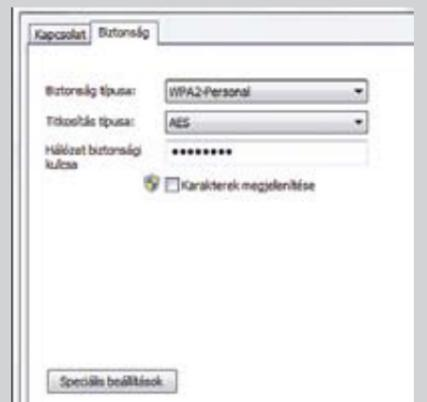 Kapcsolat Biztonság
Biztonság típusa: WPA2-Personal
Titkosítás típusa: AES
Hálózat biztonsági ••••••••
kulcsa
Karakterek megjelenítése
Speciális beállítások